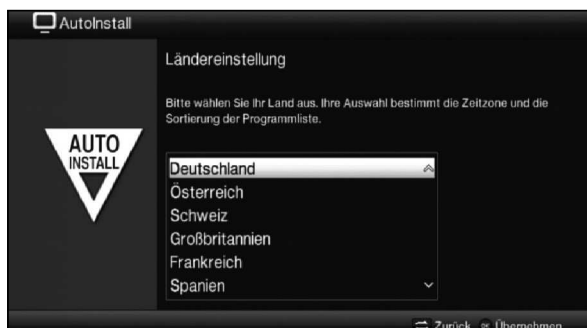 AutoInstall
Ländereinstellung
Bitte wählen Sie Ihr Land aus. Ihre Auswahl bestimmt die Zeitzone und die
Sortierung der Programmliste.
AUTO
INSTALL
Deutschland
Österreich
Schweiz
Großbritannien
Frankreich
Spanien
Zurück OK Übernehmen